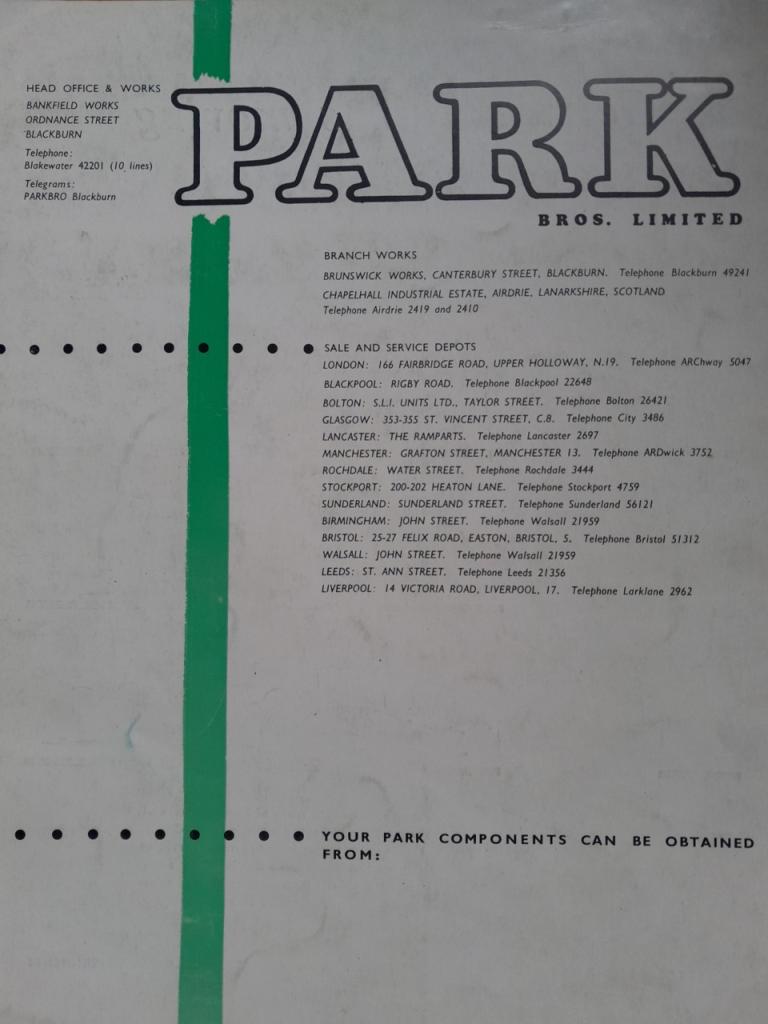 HEAD OFFICE & WORKS
BANKFIELD WORKS
ORDNANCE STREET
BLACKBURN
Telephone:
Blakewater 42201 (10 lines)
Telegrams:
PARKBRO Blackburn
PARK
BROS. LIMITED
BRANCH WORKS
BRUNSWICK WORKS, CANTERBURY STREET, BLACKBURN. Telephone Blackburn 49241
CHAPELHALL INDUSTRIAL ESTATE, AIRDRIE, LANARKSHIRE, SCOTLAND
Telephone Airdrie 2419 and 2410
SALE AND SERVICE DEPOTS
LONDON: 166 FAIRBRIDGE ROAD, UPPER HOLLOWAY, N.19. Telephone ARChway 5047
BLACKPOOL: RIGBY ROAD. Telephone Blackpool 22648
BOLTON: S.L.I. UNITS LTD., TAYLOR STREET. Telephone Bolton 26421
GLASGOW: 353-355 ST. VINCENT STREET, C.8. Telephone City 3486
LANCASTER: THE RAMPARTS. Telephone Lancaster 2697
MANCHESTER: GRAFTON STREET, MANCHESTER 13. Telephone ARDwick 3752
ROCHDALE: WATER STREET. Telephone Rochdale 3444
STOCKPORT: 200-202 HEATON LANE. Telephone Stockport 4759
SUNDERLAND: SUNDERLAND STREET. Telephone Sunderland 56121
BIRMINGHAM: JOHN STREET. Telephone Walsall 21959
BRISTOL: 25-27 FELIX ROAD, EASTON, BRISTOL, 5. Telephone Bristol 51312
WALSALL: JOHN STREET. Telephone Walsall 21959
LEEDS: ST. ANN STREET. Telephone Leeds 21356
LIVERPOOL: 14 VICTORIA ROAD, LIVERPOOL, 17. Telephone Larklane 2962
YOUR PARK COMPONENTS CAN BE OBTAINED
FROM: